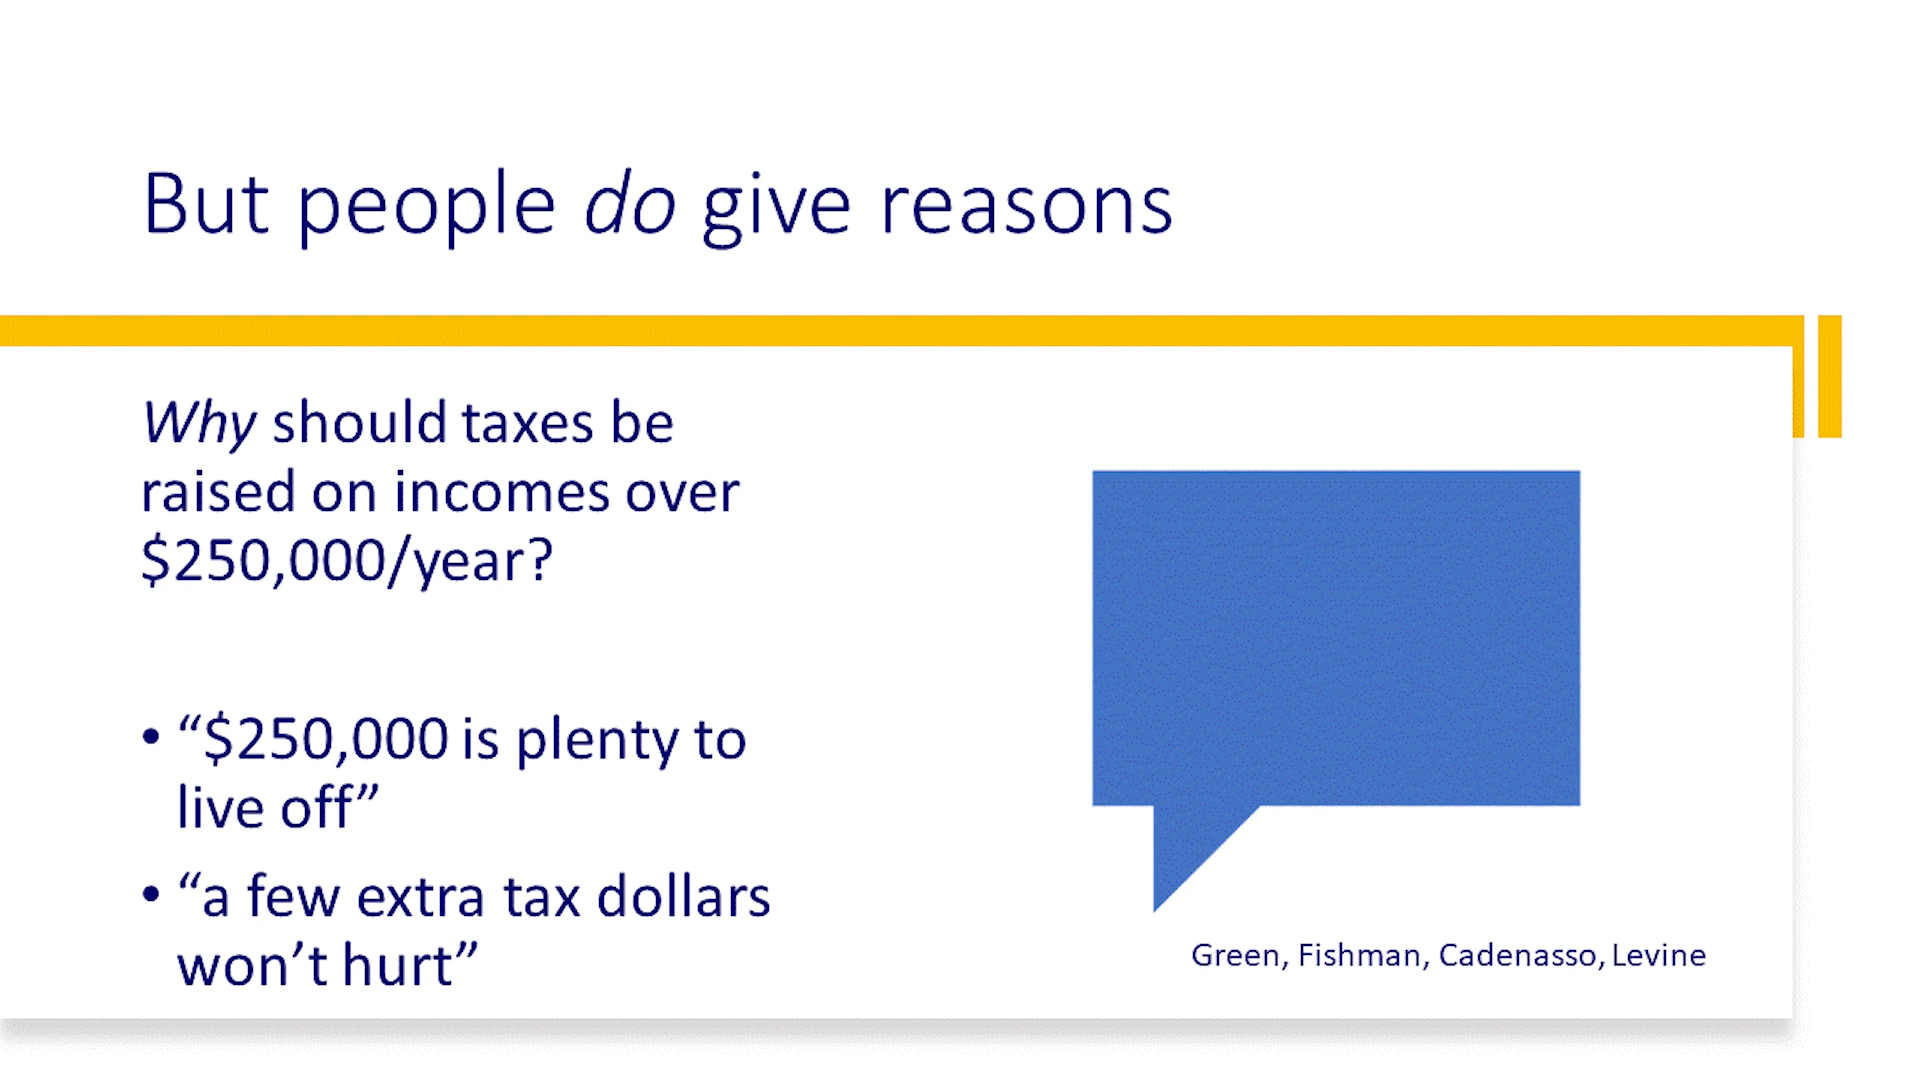 But people do give reasons
Why should taxes be
raised on incomes over
$250,000/year?
• “$250,000 is plenty to
live off”
• “a few extra tax dollars
won’t hurt”
Green, Fishman, Cadenasso, Levine